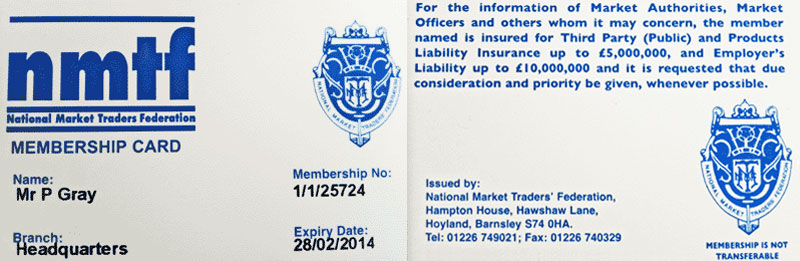 nmtf
National Market Traders Federation
MEMBERSHIP CARD
Name:
Mr P Gray
Membership No:
1/1/25724
Branch:
Headquarters
Expiry Date:
28/02/2014
NATIONAL MARKET TRADERS' FEDERATION
For the information of Market Authorities, Market
Officers and others whom it may concern, the member
named is insured for Third Party (Public) and Products
Liability Insurance up to £5,000,000, and Employer's
Liability up to £10,000,000 and it is requested that due
consideration and priority be given, whenever possible.
Issued by:
National Market Traders' Federation,
Hampton House, Hawshaw Lane,
Hoyland, Barnsley S74 0HA.
Tel: 01226 749021; Fax: 01226 740329
NATIONAL MARKET TRADERS' FEDERATION
MEMBERSHIP IS NOT
TRANSFERABLE